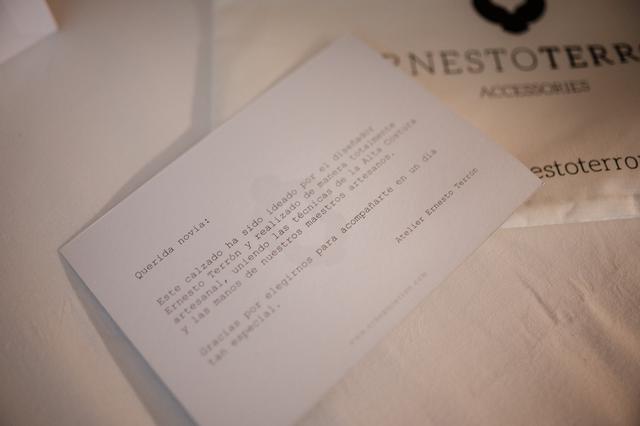 RNESTOTERR
ACCESSORIES
estoterro
Querida novia:
Este calzado ha sido ideado por el diseñador
Ernesto Terrón y realizado de manera totalmente
artesanal, uniendo las técnicas de la Alta Costura
y las manos de nuestros maestros artesanos.
Gracias por elegirnos para acompañarte en un día
tan especial.
Atelier Ernesto Terrón